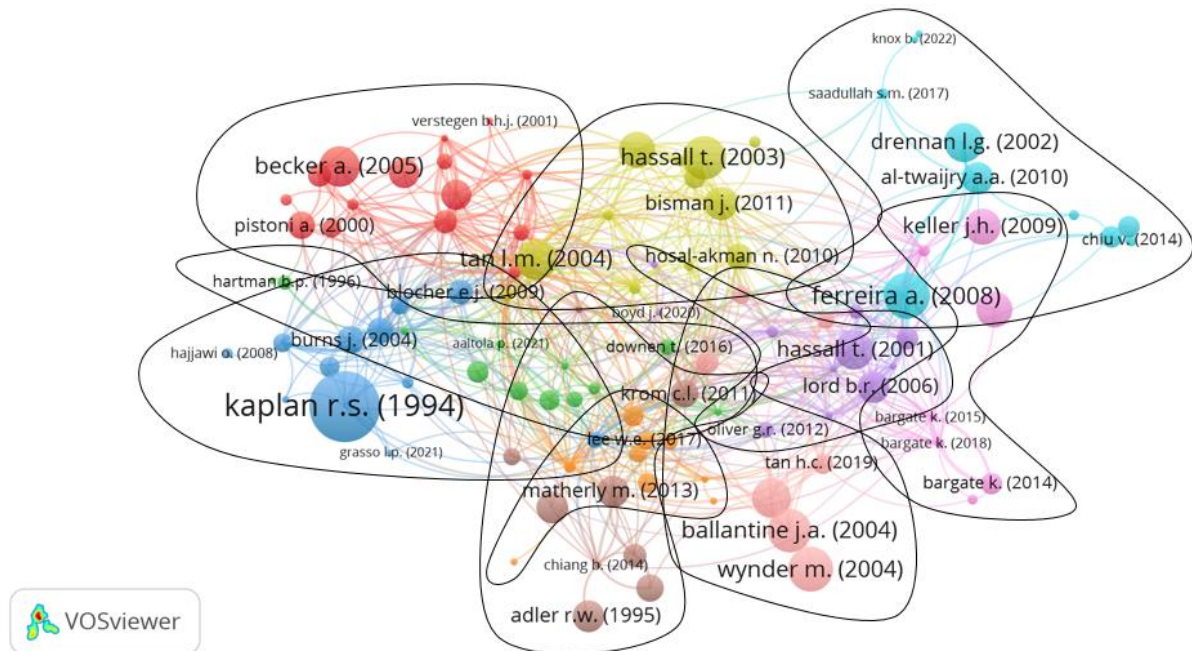 knox b. (2022)
saadullah s.m. (2017)
verstegen b.h.j. (2001)
drennan l.g. (2002)
hassall t. (2003)
becker a. (2005)
al-twaijry a.a. (2010)
bisman j. (2011)
pistoni a. (2000)
keller j.h. (2009)
chiu v. (2014)
tan l.m. (2004)
hosal-akman n. (2010)
hartman b.p. (1996)
blocher e.j. (2009)
ferreira a. (2008)
boyd j. (2020)
burns j. (2004)
aaltola p. (2021)
downen t. (2016)
hassall t. (2001)
hajjawi o. (2008)
lord b.r. (2006)
krom c.l. (2011)
kaplan r.s. (1994)
bargate k. (2015)
oliver g.r. (2012)
lee w.e. (2017)
bargate k. (2018)
grasso l.p. (2021)
tan h.c. (2019)
bargate k. (2014)
matherly m. (2013)
ballantine j.a. (2004)
chiang b. (2014)
wynder m. (2004)
adler r.w. (1995)
VOSviewer